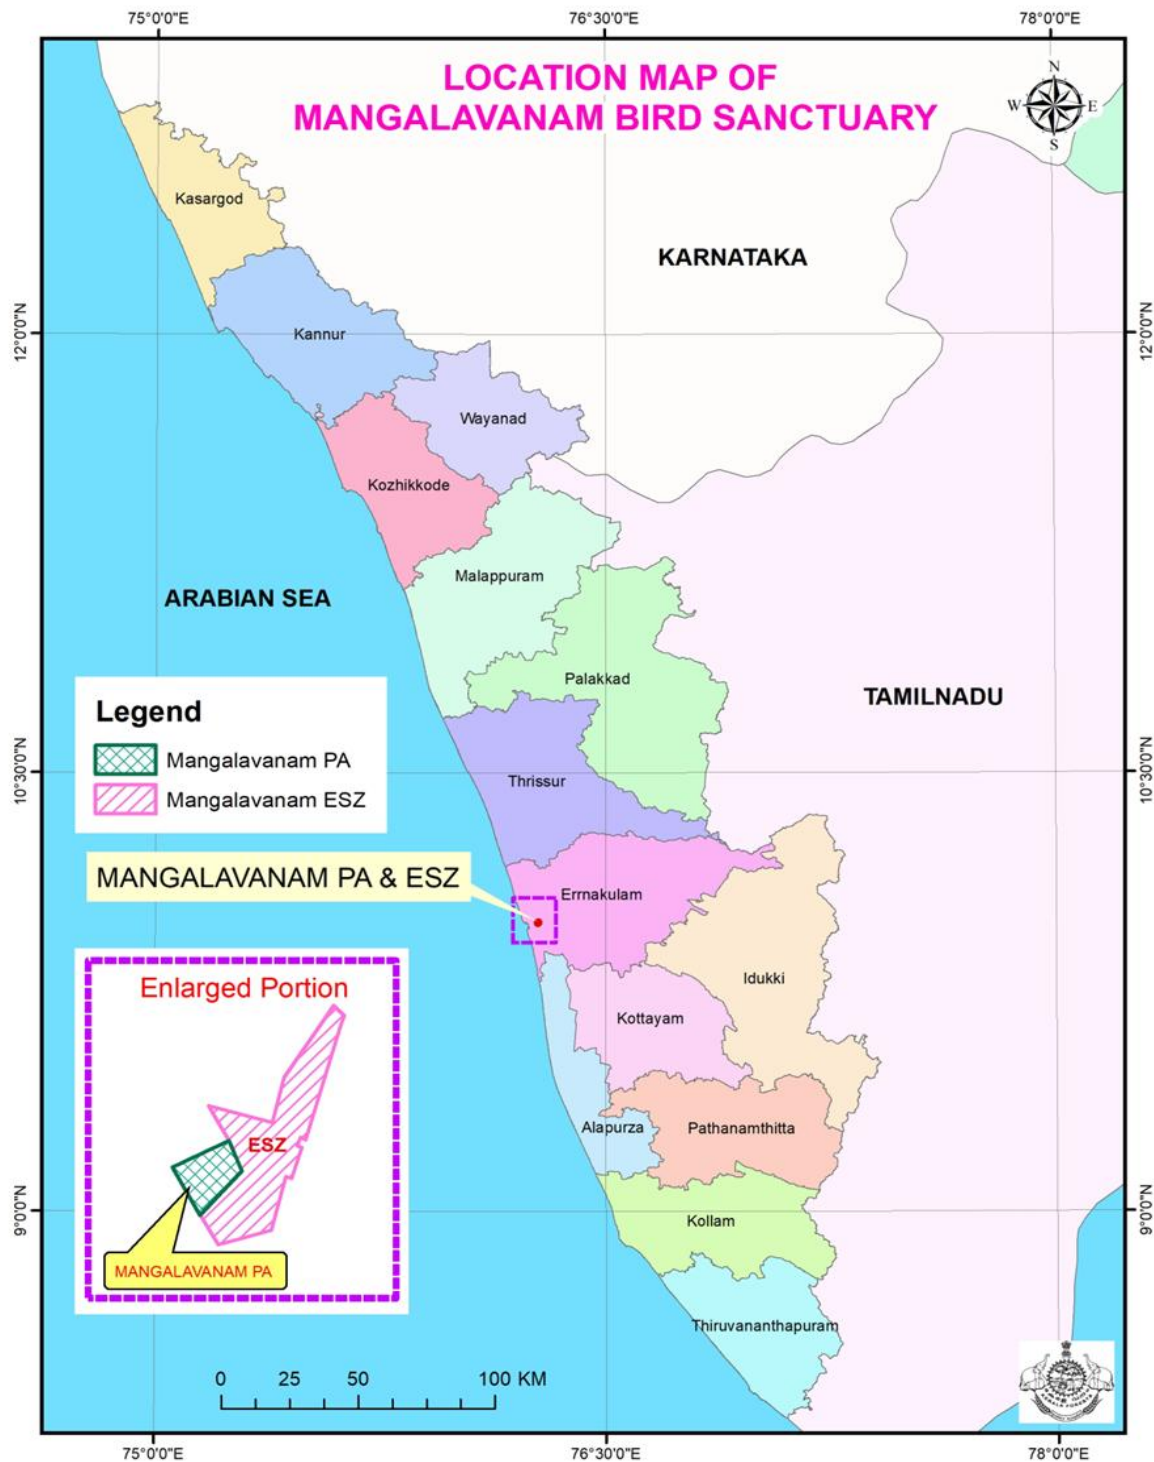 75°0'0"E 76°30'0"E 78°0'0"E
LOCATION MAP OF
MANGALAVANAM BIRD SANCTUARY
N
W E
S
Kasargod
KARNATAKA
12°0'0"N 12°0'0"N
Kannur
Wayanad
Kozhikkode
Malappuram
ARABIAN SEA
Palakkad
TAMILNADU
Legend
Mangalavanam PA
Mangalavanam ESZ
10°30'0"N 10°30'0"N
Thrissur
MANGALAVANAM PA & ESZ
Errnakulam
Idukki
Enlarged Portion
Kottayam
ESZ
Alapurza
Pathanamthitta
MANGALAVANAM PA
9°0'0"N 9°0'0"N
Kollam
Thiruvananthapuram
0 25 50 100 KM
KERALA FORESTS
75°0'0"E 76°30'0"E 78°0'0"E